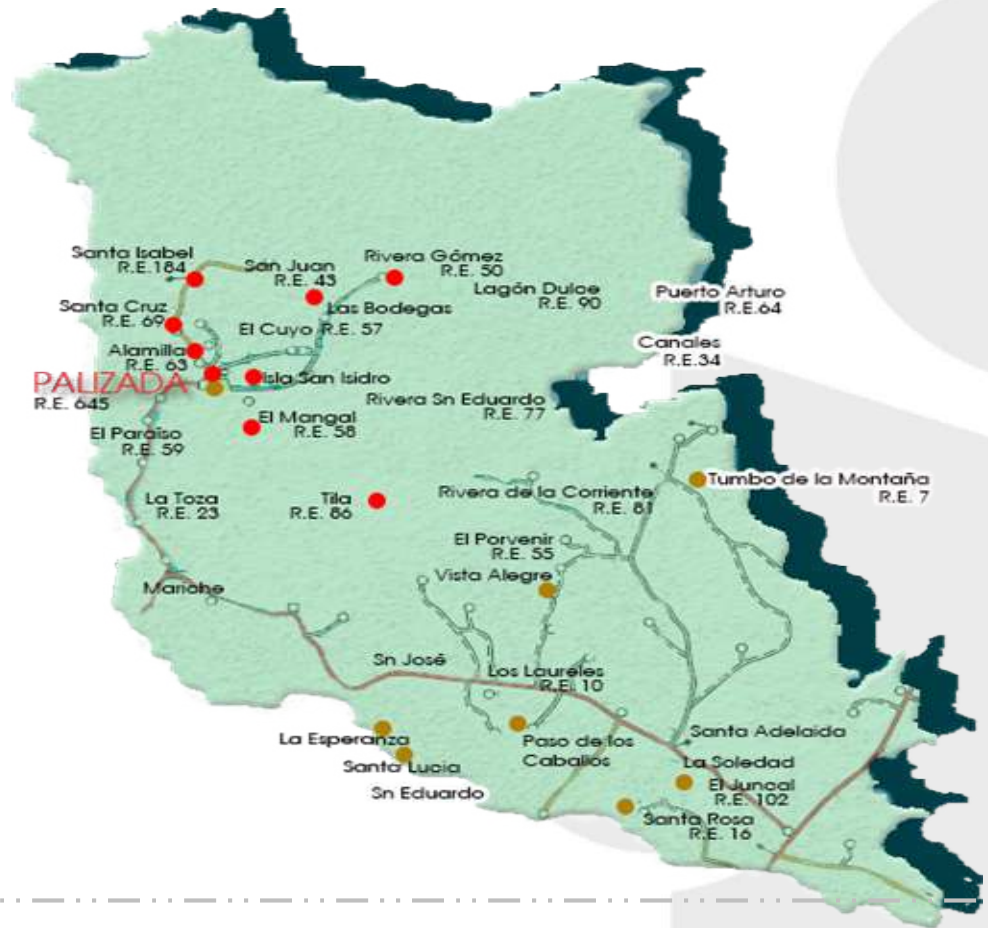 Santa Isabel
R.E.184
San Juan
R.E. 43
Rivera Gómez
R.E. 50
Lagón Dulce
R.E. 90
Puerto Arturo
R.E.64
Santa Cruz
R.E. 69
Las Bodegas
El Cuyo R.E. 57
Canales
R.E.34
Alamilla
R.E. 63
PALIZADA
R.E. 645
Isla San Isidro
Rivera Sn Eduardo
R.E. 77
El Mangal
R.E. 58
El Paraíso
R.E. 59
Tumbo de la Montaña
R.E. 7
La Toza
R.E. 23
Tila
R.E. 86
Rivera de la Corriente
R.E. 81
El Porvenir
R.E. 55
Vista Alegre
Mariche
Sn José
Los Laureles
R.E. 10
La Esperanza
Paso de los
Caballos
Santa Adelaida
Santa Lucia
La Soledad
Sn Eduardo
El Juncal
R.E. 102
Santa Rosa
R.E. 16